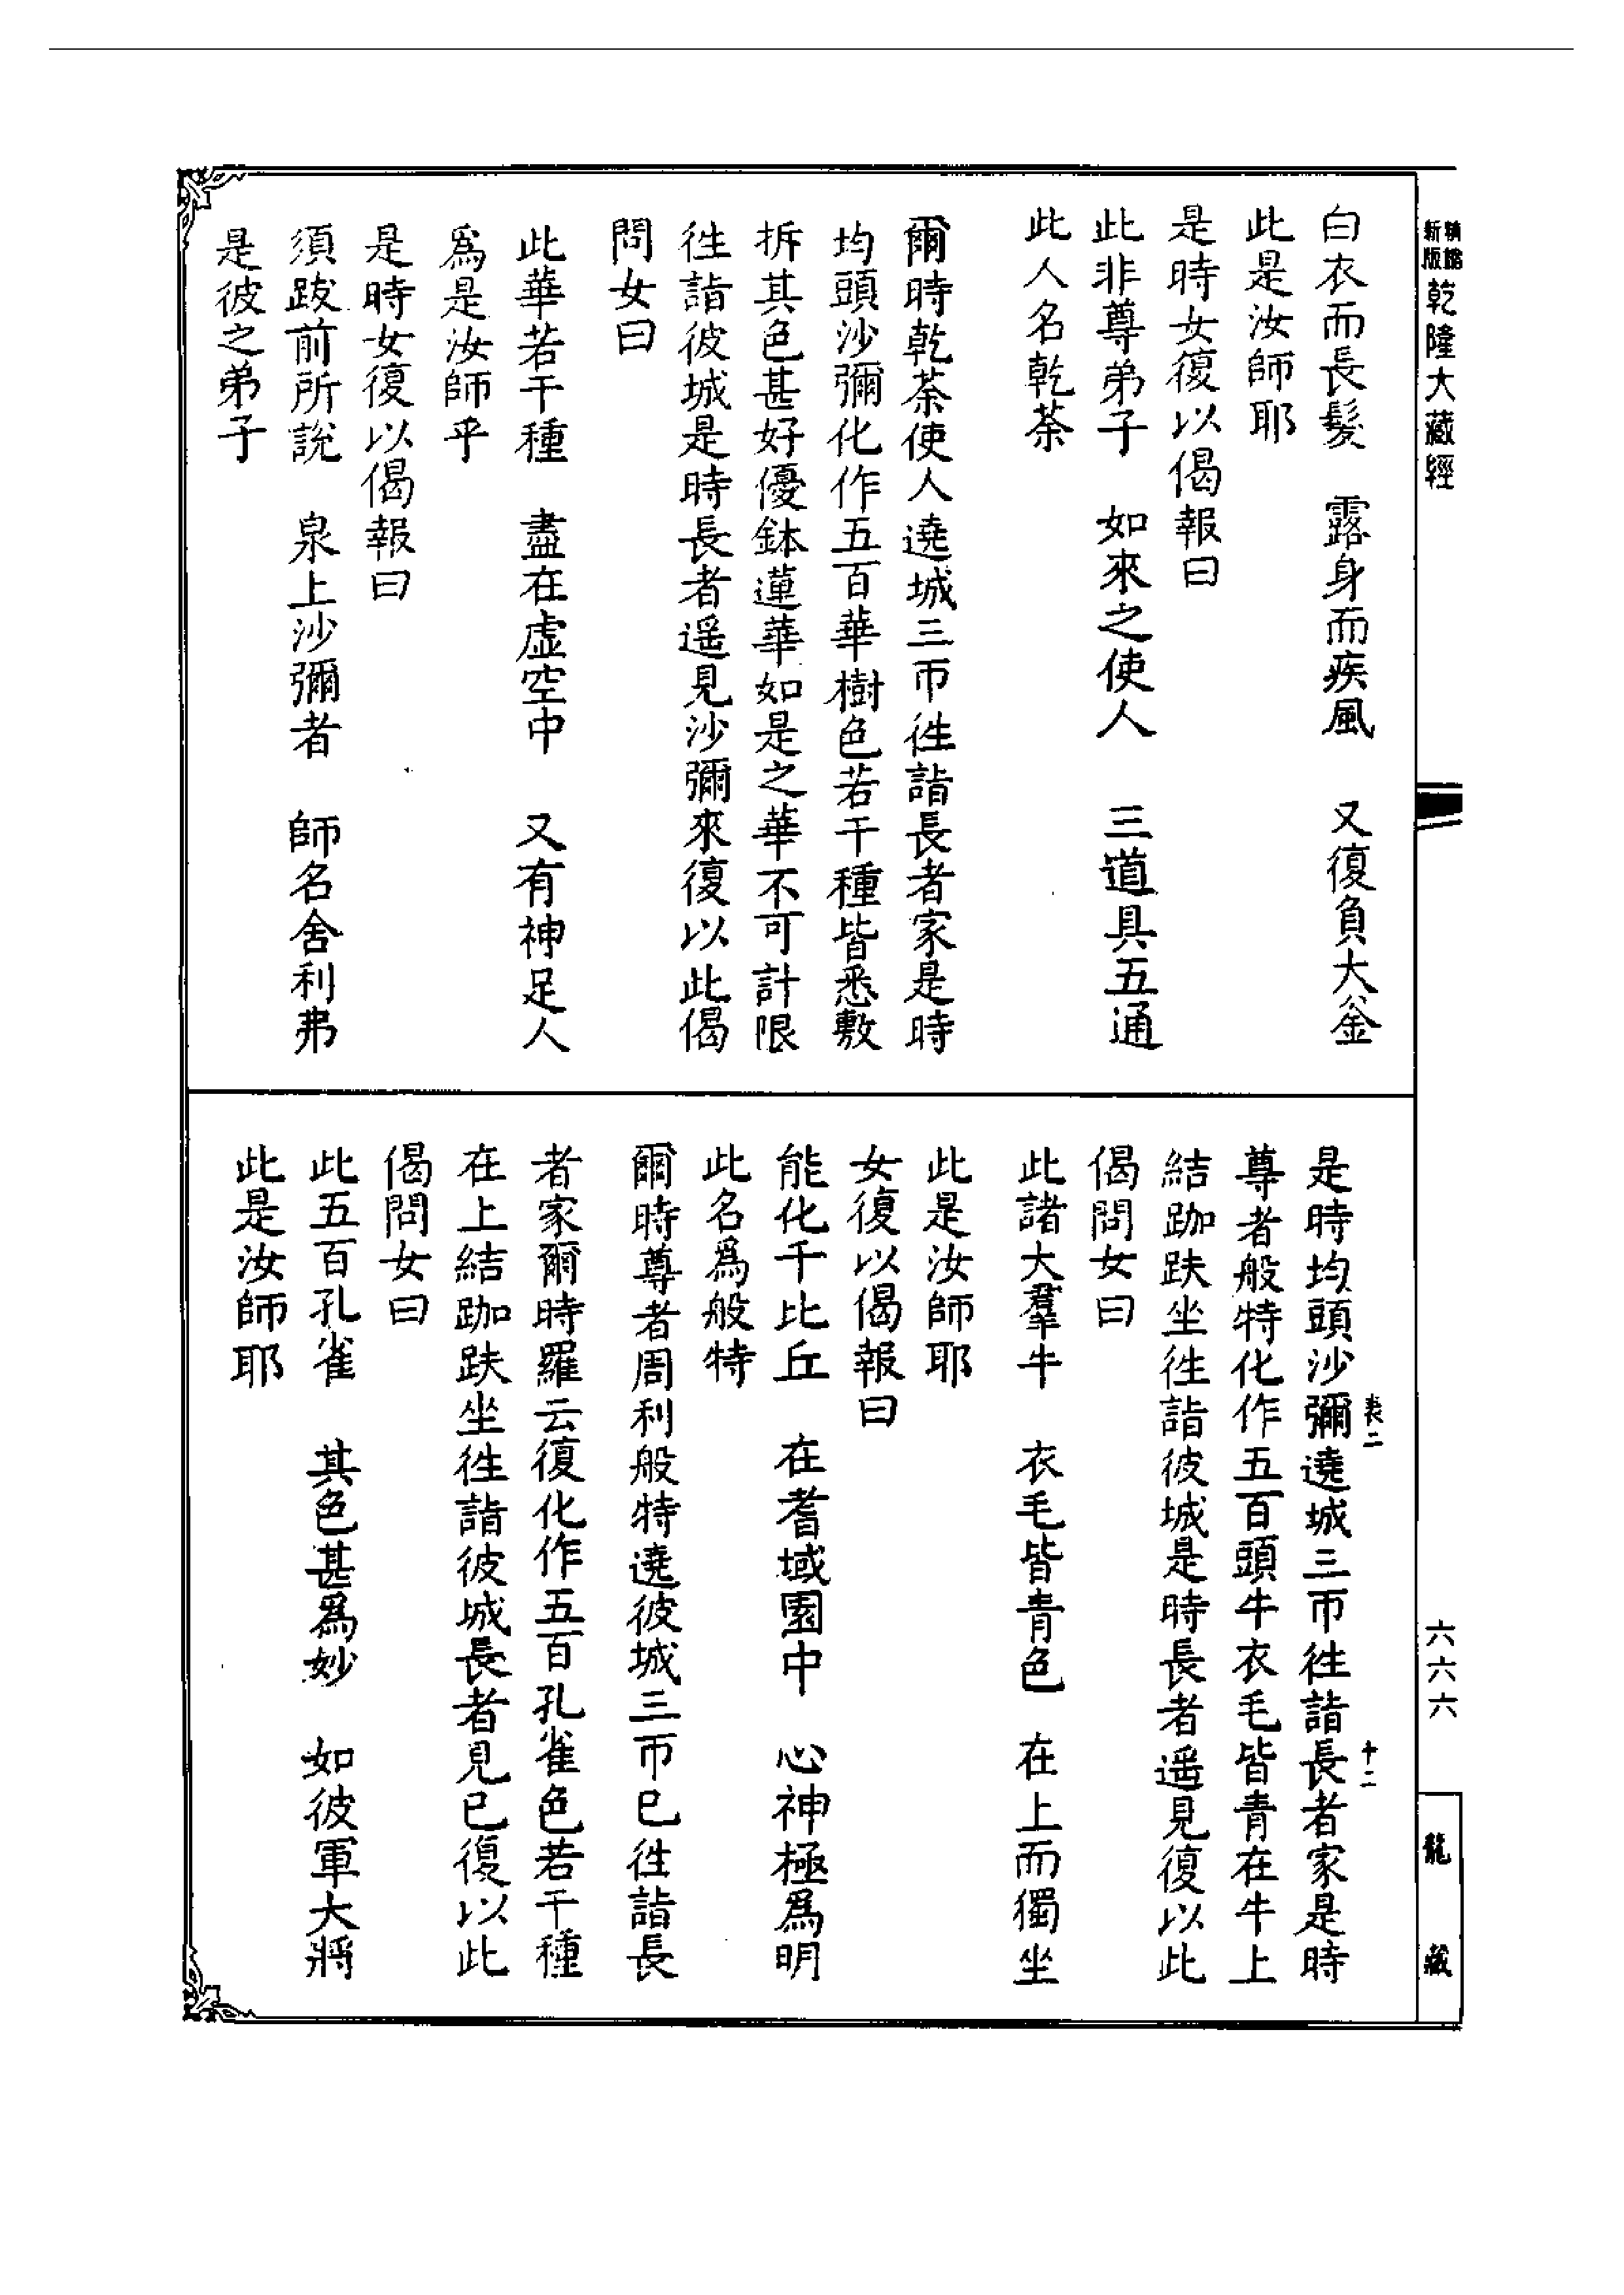 新版
乾隆大藏經
白衣而長髮　露身而疾風　又復負大釜
此是汝師耶
是時女復以偈報曰
此非尊弟子　如來之使人　三道具五通
此人名乾茶
爾時乾茶使人遶城三帀徃詣長者家是時
均頭沙彌化作五百華樹色若干種皆悉敷
拆其色甚好優鉢蓮華如是之華不可計限
徃詣彼城是時長者遥見沙彌來復以此偈
問女曰
此華若干種　盡在虛空中　又有神足人
爲是汝師乎
是時女復以偈報曰
須跋前所說　泉上沙彌者　師名舍利弗
是彼之弟子
是時均頭沙彌遶城三帀徃詣長者家是時
尊者般特化作五百頭牛衣毛皆青在牛上
結跏趺坐徃詣彼城是時長者遥見復以此
偈問女曰
此諸大羣牛　衣毛皆青色　在上而獨坐
此是汝師耶
女復以偈報曰
能化千比丘　在耆域園中　心神極爲明
此名爲般特
爾時尊者周利般特遶彼城三帀已徃詣長
者家爾時羅云復化作五百孔雀色若干種
在上結跏趺坐徃詣彼城長者見已復以此
偈問女曰
此五百孔雀　其色甚爲妙　如彼軍大將
此是汝師耶
六六六
十二
龍藏